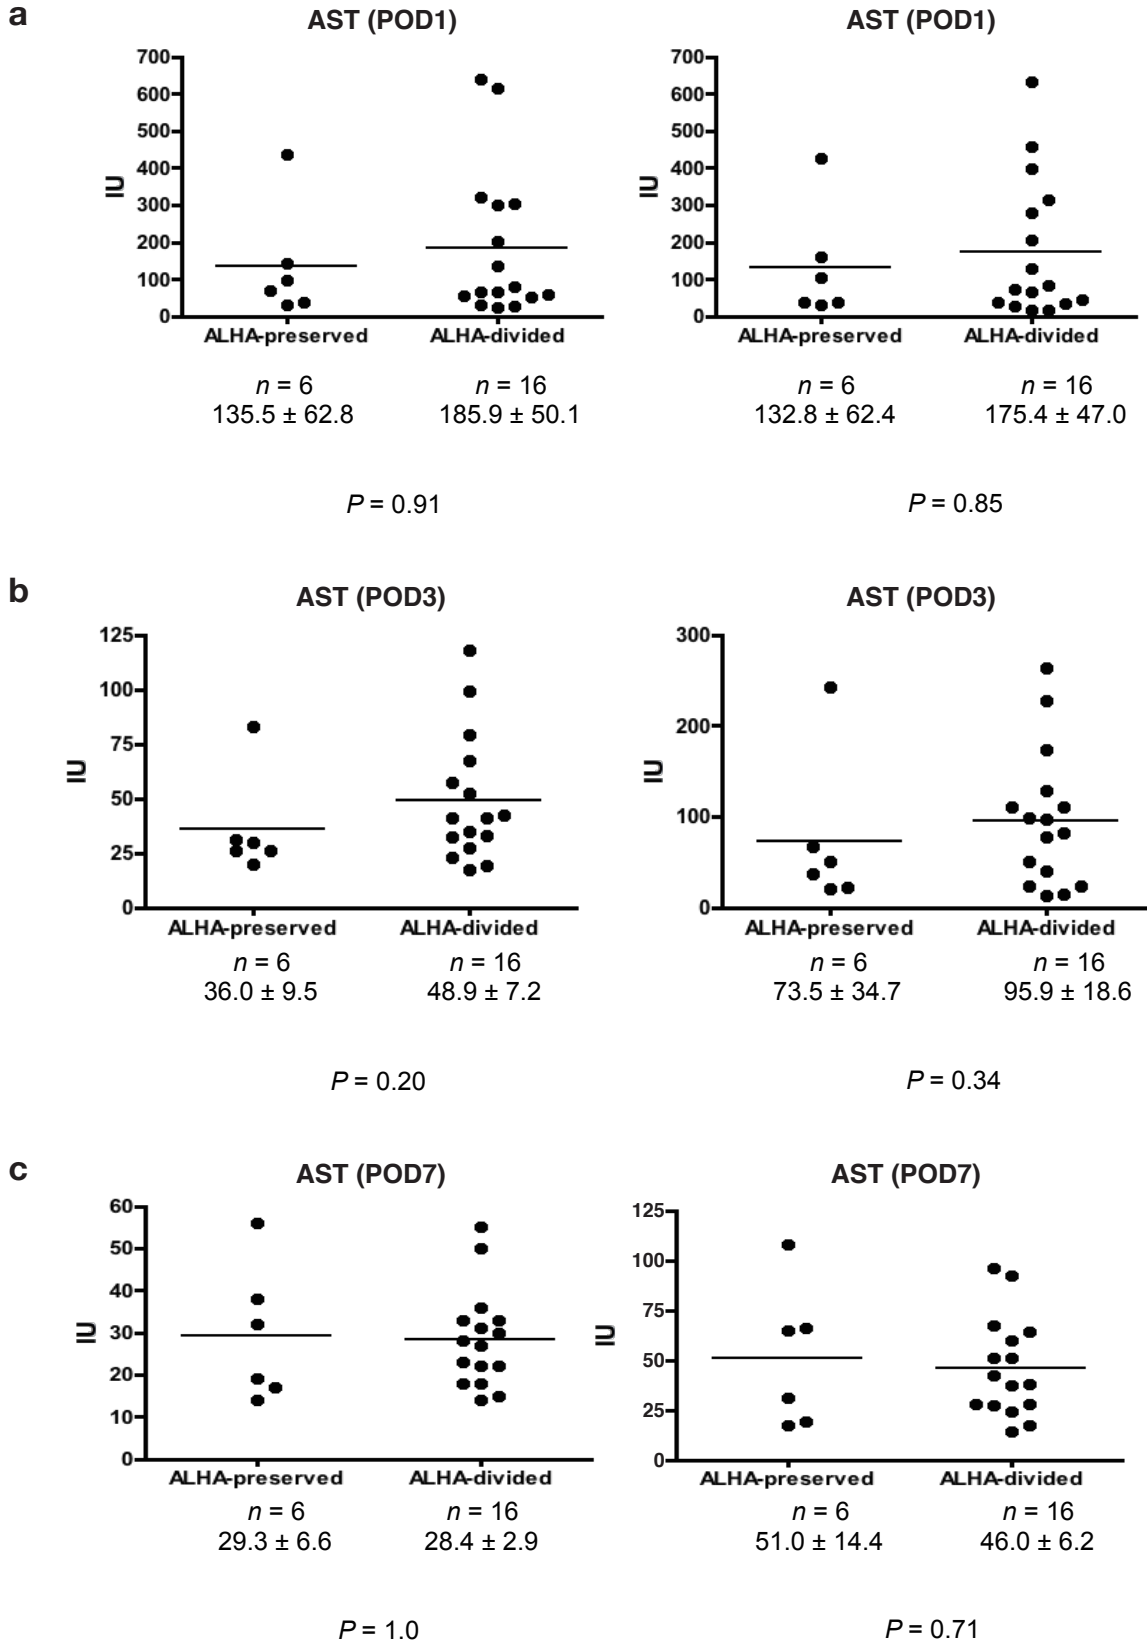 a
AST (POD1)
700
600
500
400
300
200
100
0
IU
ALHA-preserved
ALHA-divided
n = 6
135.5 ± 62.8
n = 16
185.9 ± 50.1
P = 0.91
AST (POD1)
700
600
500
400
300
200
100
0
IU
ALHA-preserved
ALHA-divided
n = 6
132.8 ± 62.4
n = 16
175.4 ± 47.0
P = 0.85
b
AST (POD3)
125
100
75
50
25
0
IU
ALHA-preserved
ALHA-divided
n = 6
36.0 ± 9.5
n = 16
48.9 ± 7.2
P = 0.20
AST (POD3)
300
200
100
0
IU
ALHA-preserved
ALHA-divided
n = 6
73.5 ± 34.7
n = 16
95.9 ± 18.6
P = 0.34
c
AST (POD7)
60
50
40
30
20
10
0
IU
ALHA-preserved
ALHA-divided
n = 6
29.3 ± 6.6
n = 16
28.4 ± 2.9
P = 1.0
AST (POD7)
125
100
75
50
25
0
IU
ALHA-preserved
ALHA-divided
n = 6
51.0 ± 14.4
n = 16
46.0 ± 6.2
P = 0.71